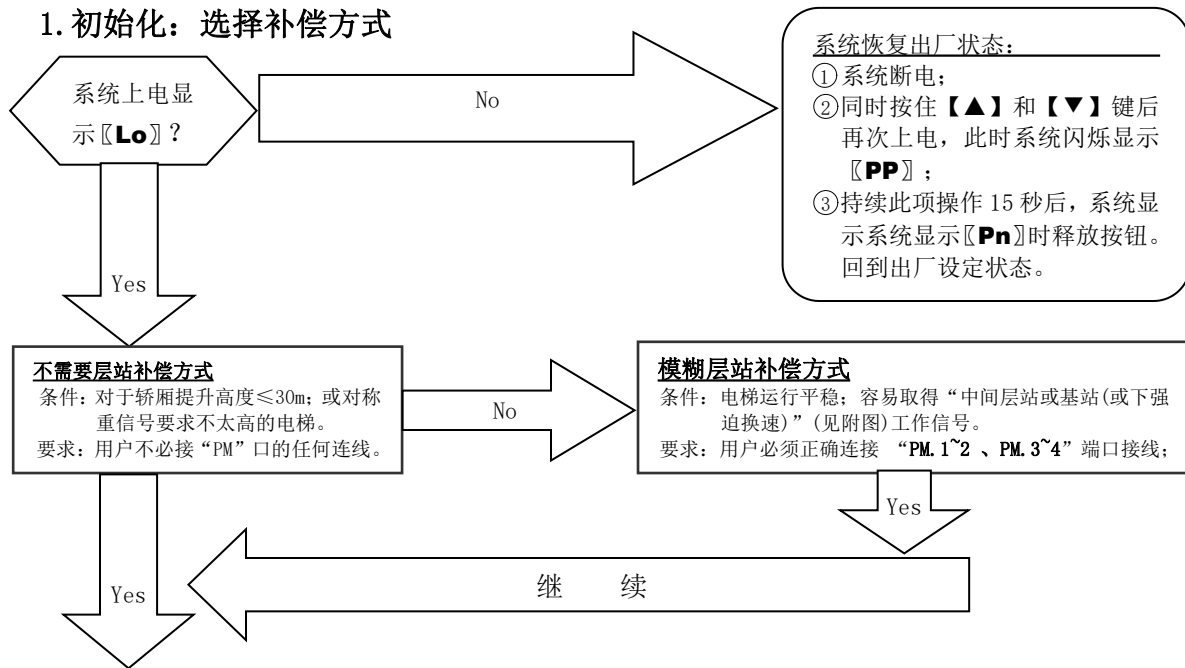 1.初始化：选择补偿方式
系统上电显
示〖Lo〗？
No
系统恢复出厂状态：
①系统断电；
②同时按住【▲】和【▼】键后
再次上电，此时系统闪烁显示
〖PP〗；
③持续此项操作 15 秒后，系统显
示系统显示〖Pn〗时释放按钮。
回到出厂设定状态。
Yes
不需要层站补偿方式
条件：对于轿厢提升高度≤30m；或对称
重信号要求不太高的电梯。
要求：用户不必接“PM”口的任何连线。
No
模糊层站补偿方式
条件：电梯运行平稳；容易取得“中间层站或基站(或下强
迫换速)”(见附图)工作信号。
要求：用户必须正确连接 “PM.1~2 、PM.3~4”端口接线；
Yes
继 续
Yes